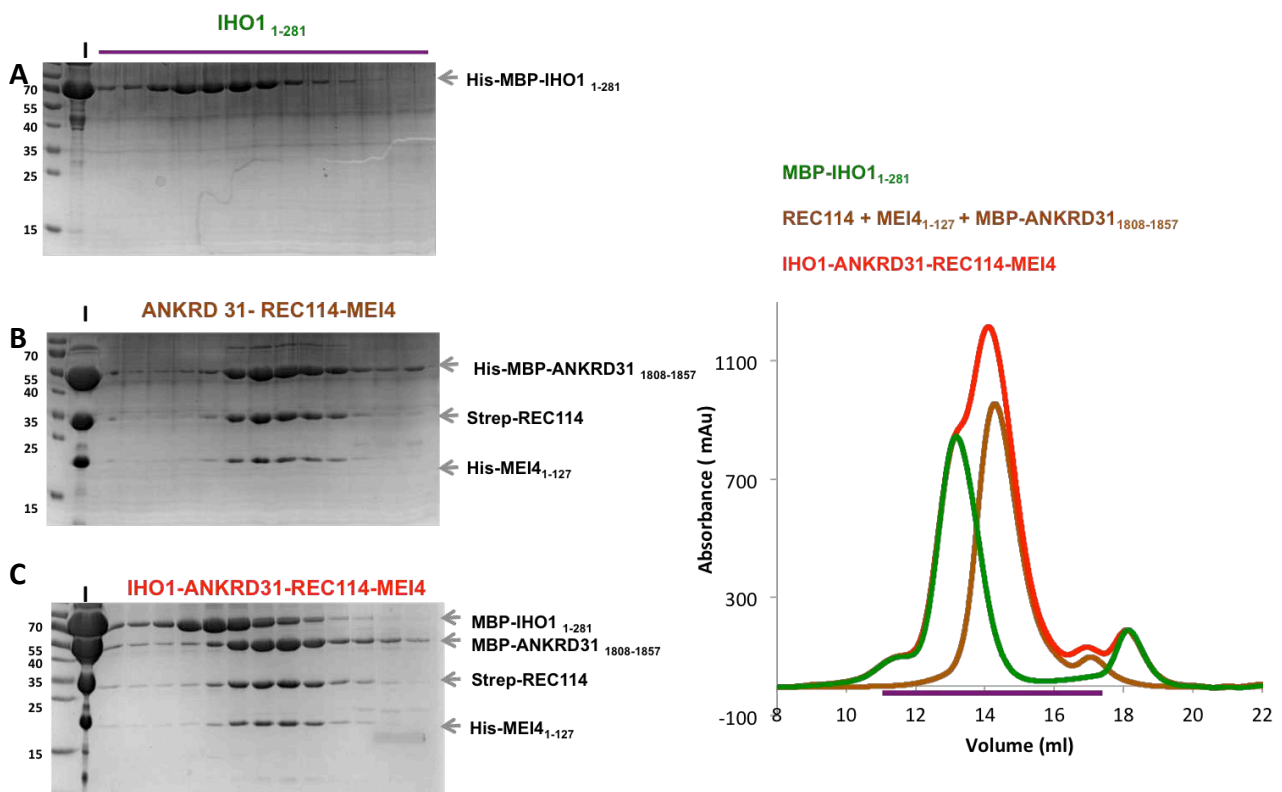 IHO1 1-281
I
A
70
55
40
35
25
15
His-MBP-IHO1 1-281
ANKRD 31- REC114-MEI4
I
B
70
55
40
35
25
15
His-MBP-ANKRD31 1808-1857
Strep-REC114
His-MEI4 1-127
C
IHO1-ANKRD31-REC114-MEI4
I
70
55
40
35
25
15
MBP-IHO1 1-281
MBP-ANKRD31 1808-1857
Strep-REC114
His-MEI4 1-127
MBP-IHO1 1-281
REC114 + MEI4 1-127 + MBP-ANKRD31 1808-1857
IHO1-ANKRD31-REC114-MEI4
Absorbance ( mAu)
1100
700
300
-100
8 10 12 14 16 18 20 22
Volume (ml)